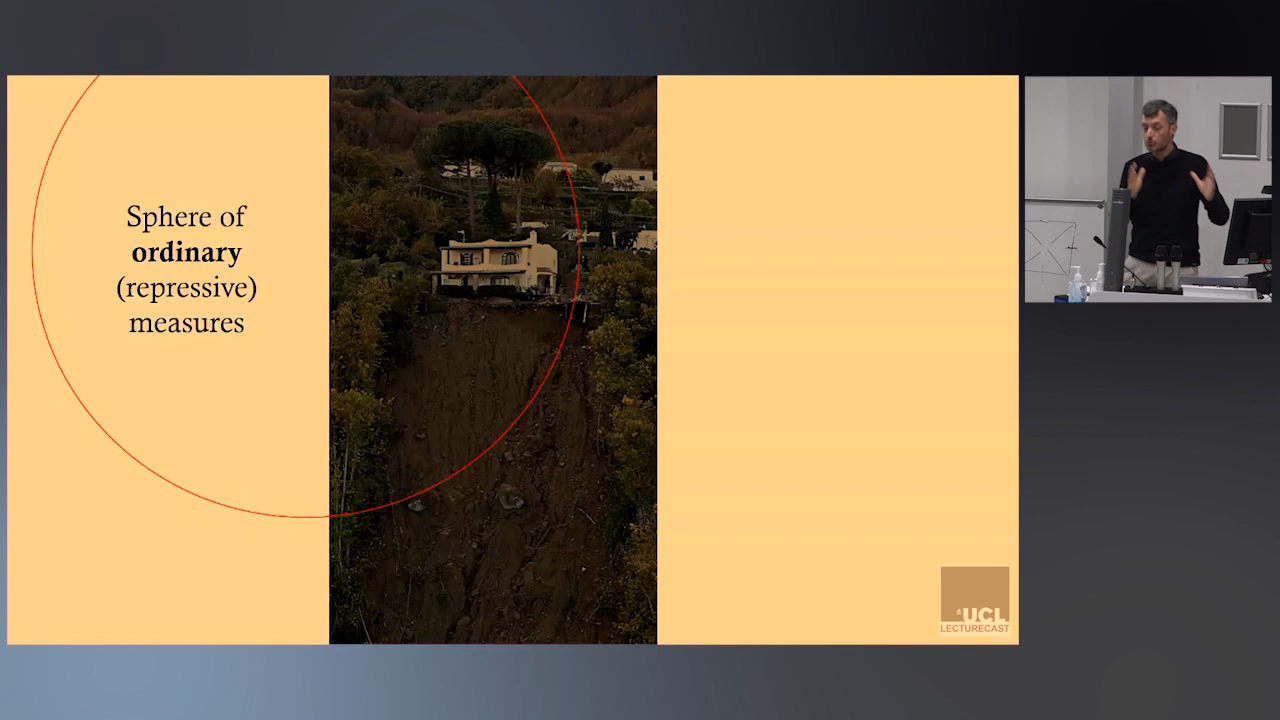 Sphere of
ordinary
(repressive)
measures
UCL
LECTURECAST